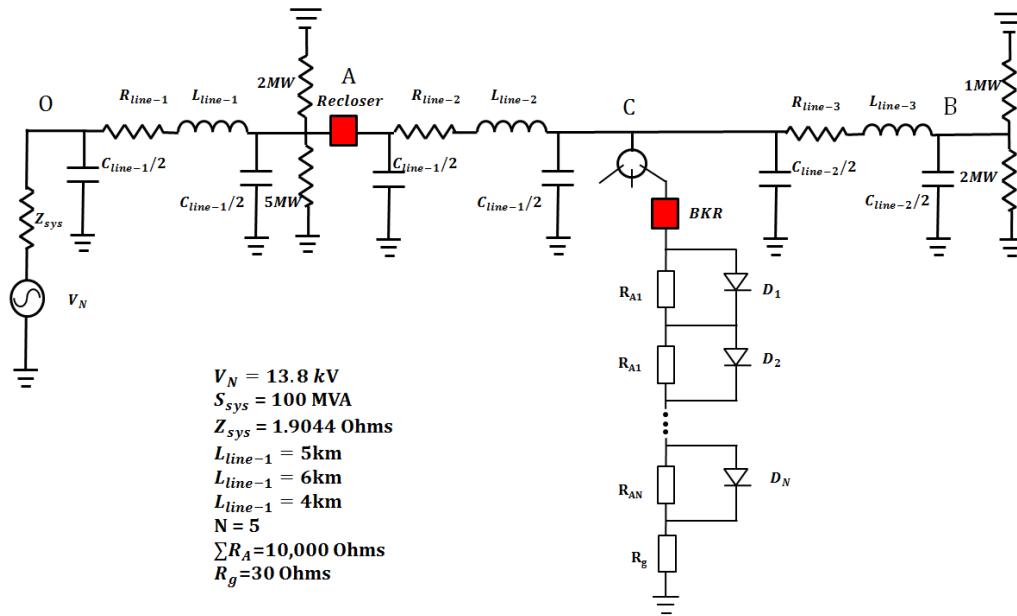 O
R_line-1
L_line-1
2MW
A
Recloser
R_line-2
L_line-2
C
R_line-3
L_line-3
B
1MW
C_line-1/2
C_line-1/2
5MW
C_line-1/2
C_line-1/2
C_line-2/2
C_line-2/2
2MW
Z_sys
V_N
BKR
R_A1
D_1
R_A1
D_2
R_AN
D_N
R_g
V_N = 13.8 kV
S_sys = 100 MVA
Z_sys = 1.9044 Ohms
L_line-1 = 5km
L_line-1 = 6km
L_line-1 = 4km
N = 5
∑R_A=10,000 Ohms
R_g=30 Ohms